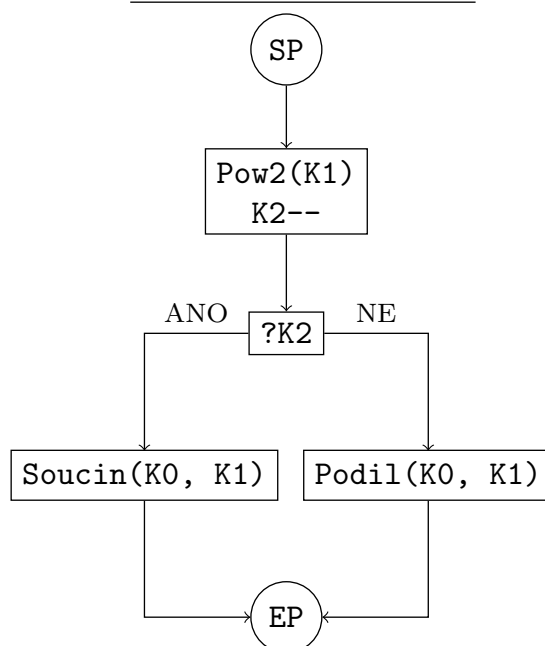 SP
Pow2(K1)
K2--
ANO
NE
?K2
Soucin(K0, K1)
Podil(K0, K1)
EP